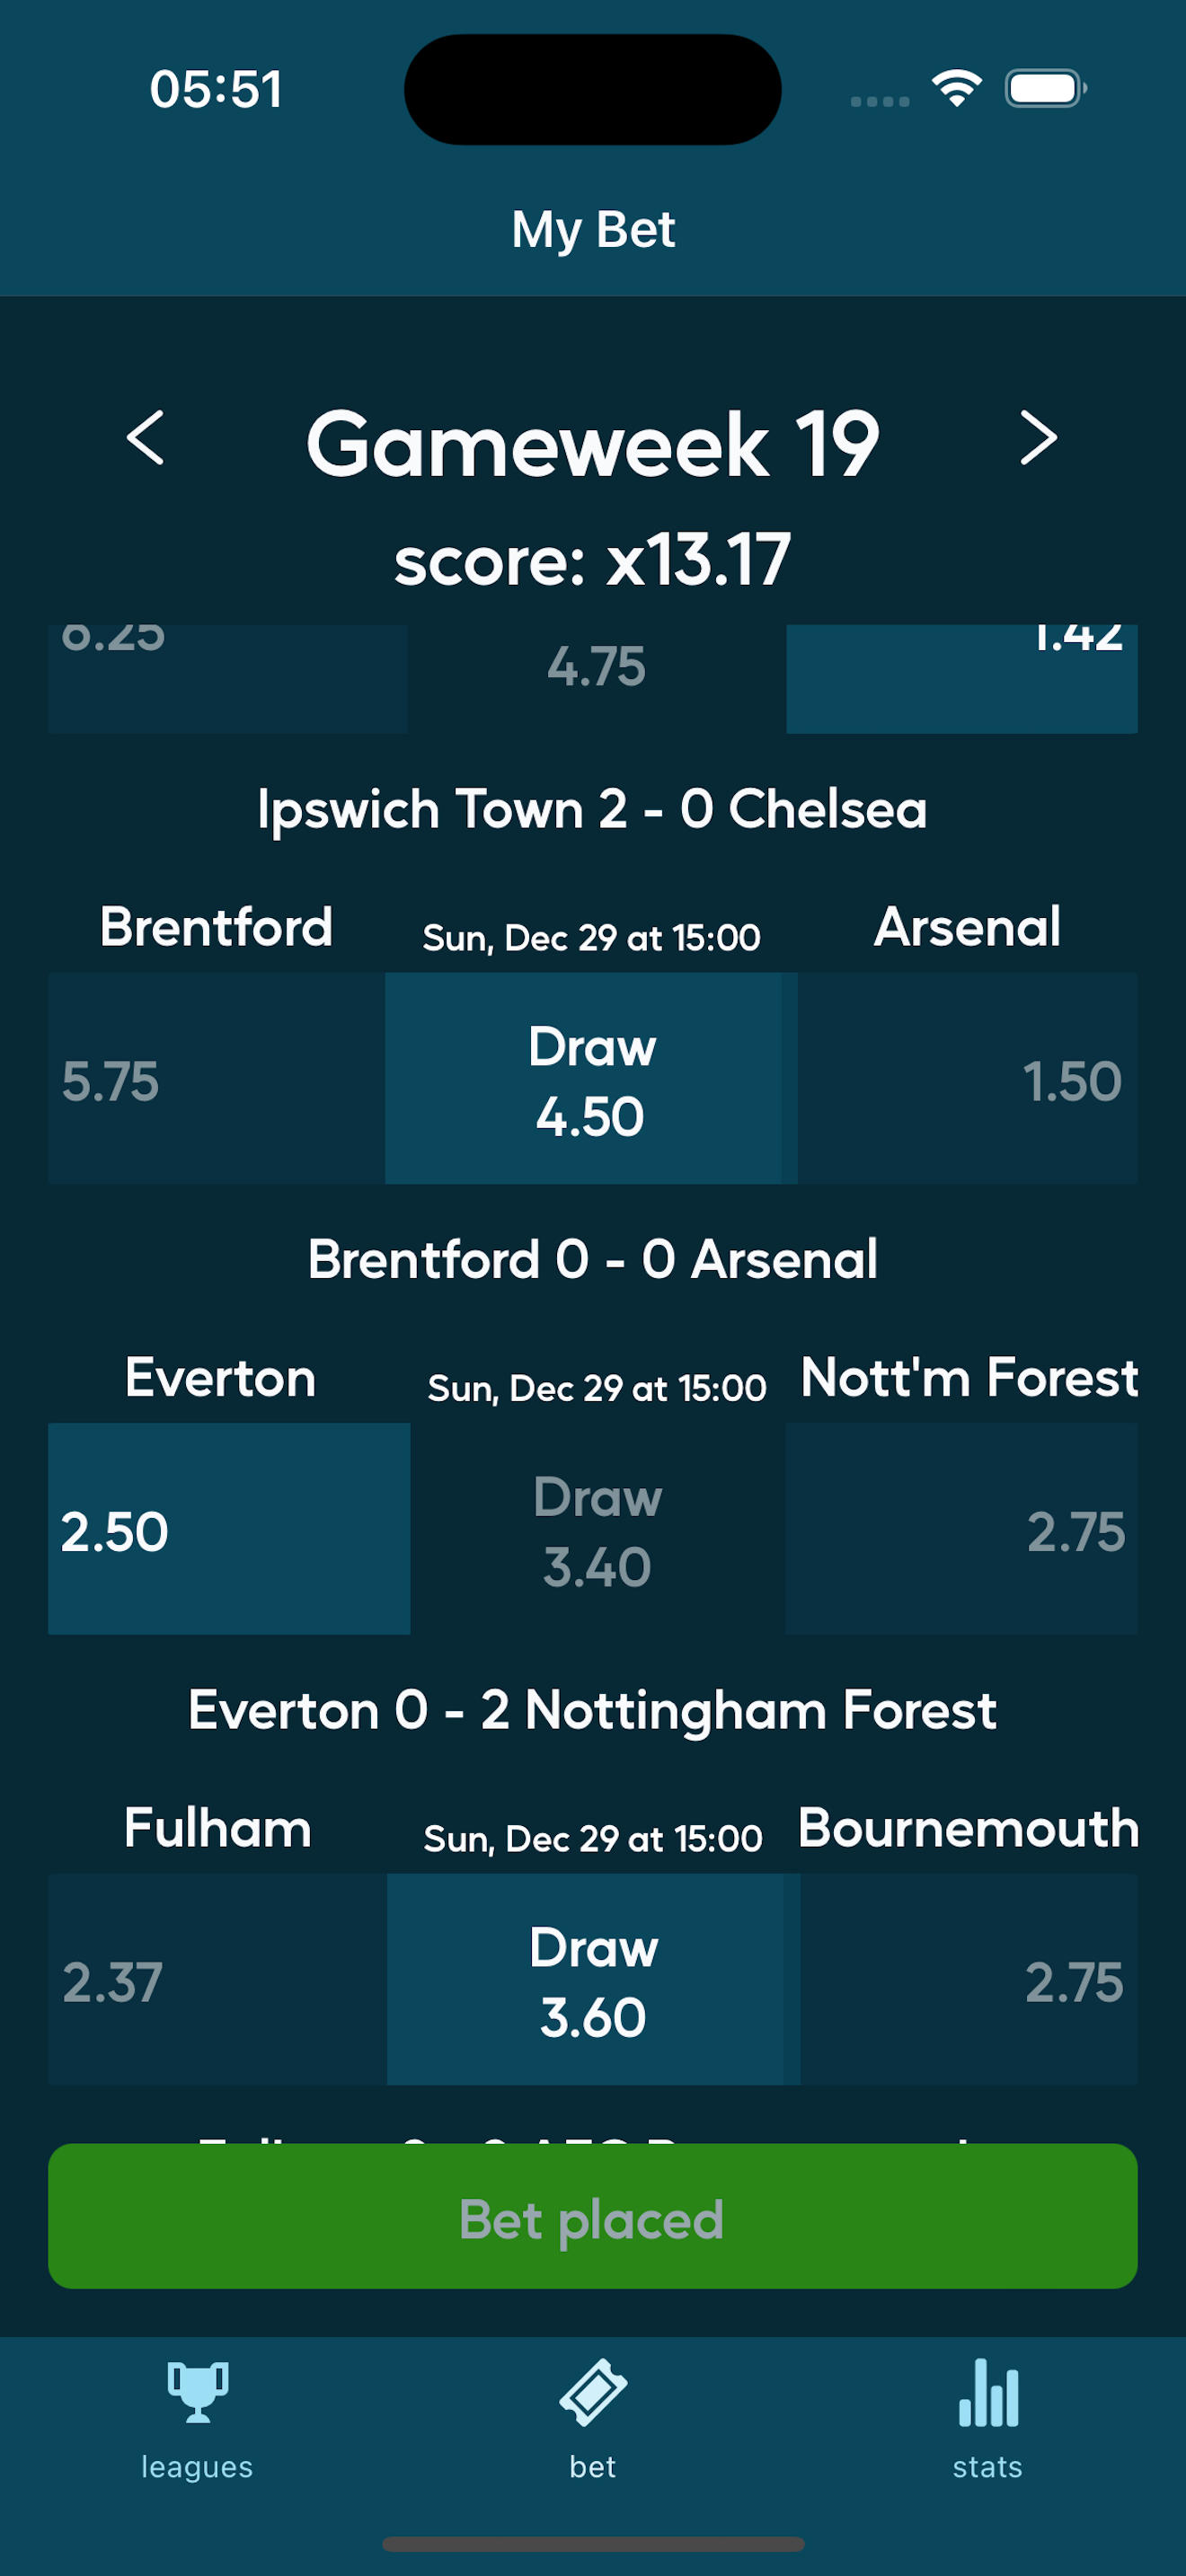 05:51
My Bet
Gameweek 19
score: x13.17
6.25
4.75
1.42
Ipswich Town 2 - 0 Chelsea
Brentford
Sun, Dec 29 at 15:00
Arsenal
5.75
Draw
4.50
1.50
Brentford 0 - 0 Arsenal
Everton
Sun, Dec 29 at 15:00
Nott'm Forest
2.50
Draw
3.40
2.75
Everton 0 - 2 Nottingham Forest
Fulham
Sun, Dec 29 at 15:00
Bournemouth
2.37
Draw
3.60
2.75
Bet placed
leagues
bet
stats